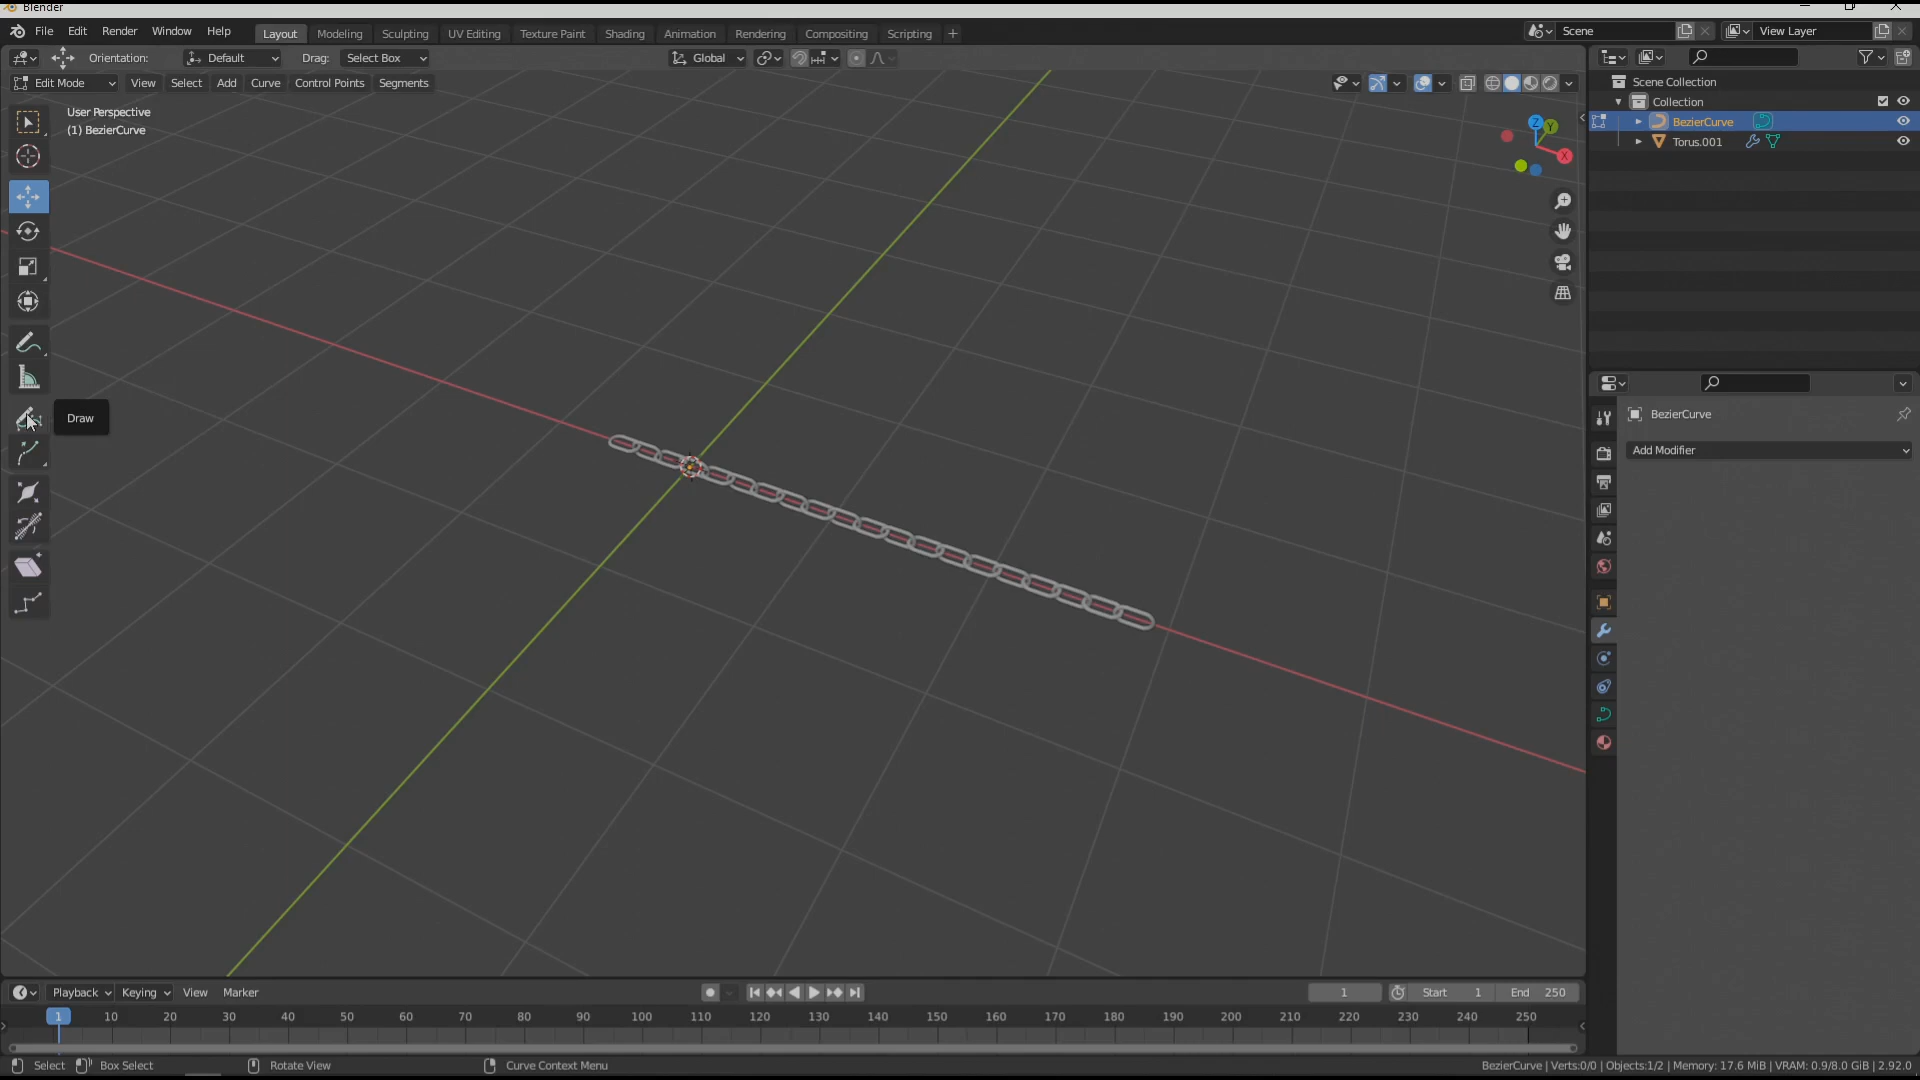 Blender
File Edit Render Window Help Layout Modeling Sculpting UV Editing Texture Paint Shading Animation Rendering Compositing Scripting + Scene View Layer
Orientation: Default Drag: Select Box Global
Edit Mode View Select Add Curve Control Points Segments
User Perspective
(1) BezierCurve
Z Y
X
Draw
Scene Collection
Collection
BezierCurve
Torus.001
BezierCurve
Add Modifier
Playback Keying View Marker 1 Start 1 End 250
1 10 20 30 40 50 60 70 80 90 100 110 120 130 140 150 160 170 180 190 200 210 220 230 240 250
Select Box Select Rotate View Curve Context Menu BezierCurve | Verts:0/0 | Objects:1/2 | Memory: 17.6 MiB | VRAM: 0.9/8.0 GiB | 2.92.0